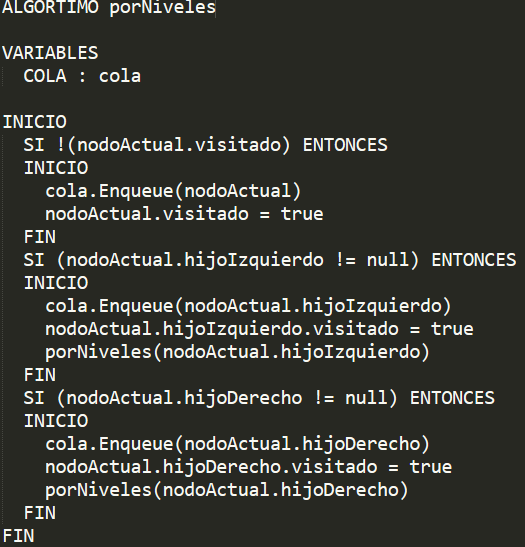 ALGORTIMO porNiveles
VARIABLES
COLA : cola
INICIO
SI !(nodoActual.visitado) ENTONCES
INICIO
cola.Enqueue(nodoActual)
nodoActual.visitado = true
FIN
SI (nodoActual.hijoIzquierdo != null) ENTONCES
INICIO
cola.Enqueue(nodoActual.hijoIzquierdo)
nodoActual.hijoIzquierdo.visitado = true
porNiveles(nodoActual.hijoIzquierdo)
FIN
SI (nodoActual.hijoDerecho != null) ENTONCES
INICIO
cola.Enqueue(nodoActual.hijoDerecho)
nodoActual.hijoDerecho.visitado = true
porNiveles(nodoActual.hijoDerecho)
FIN
FIN